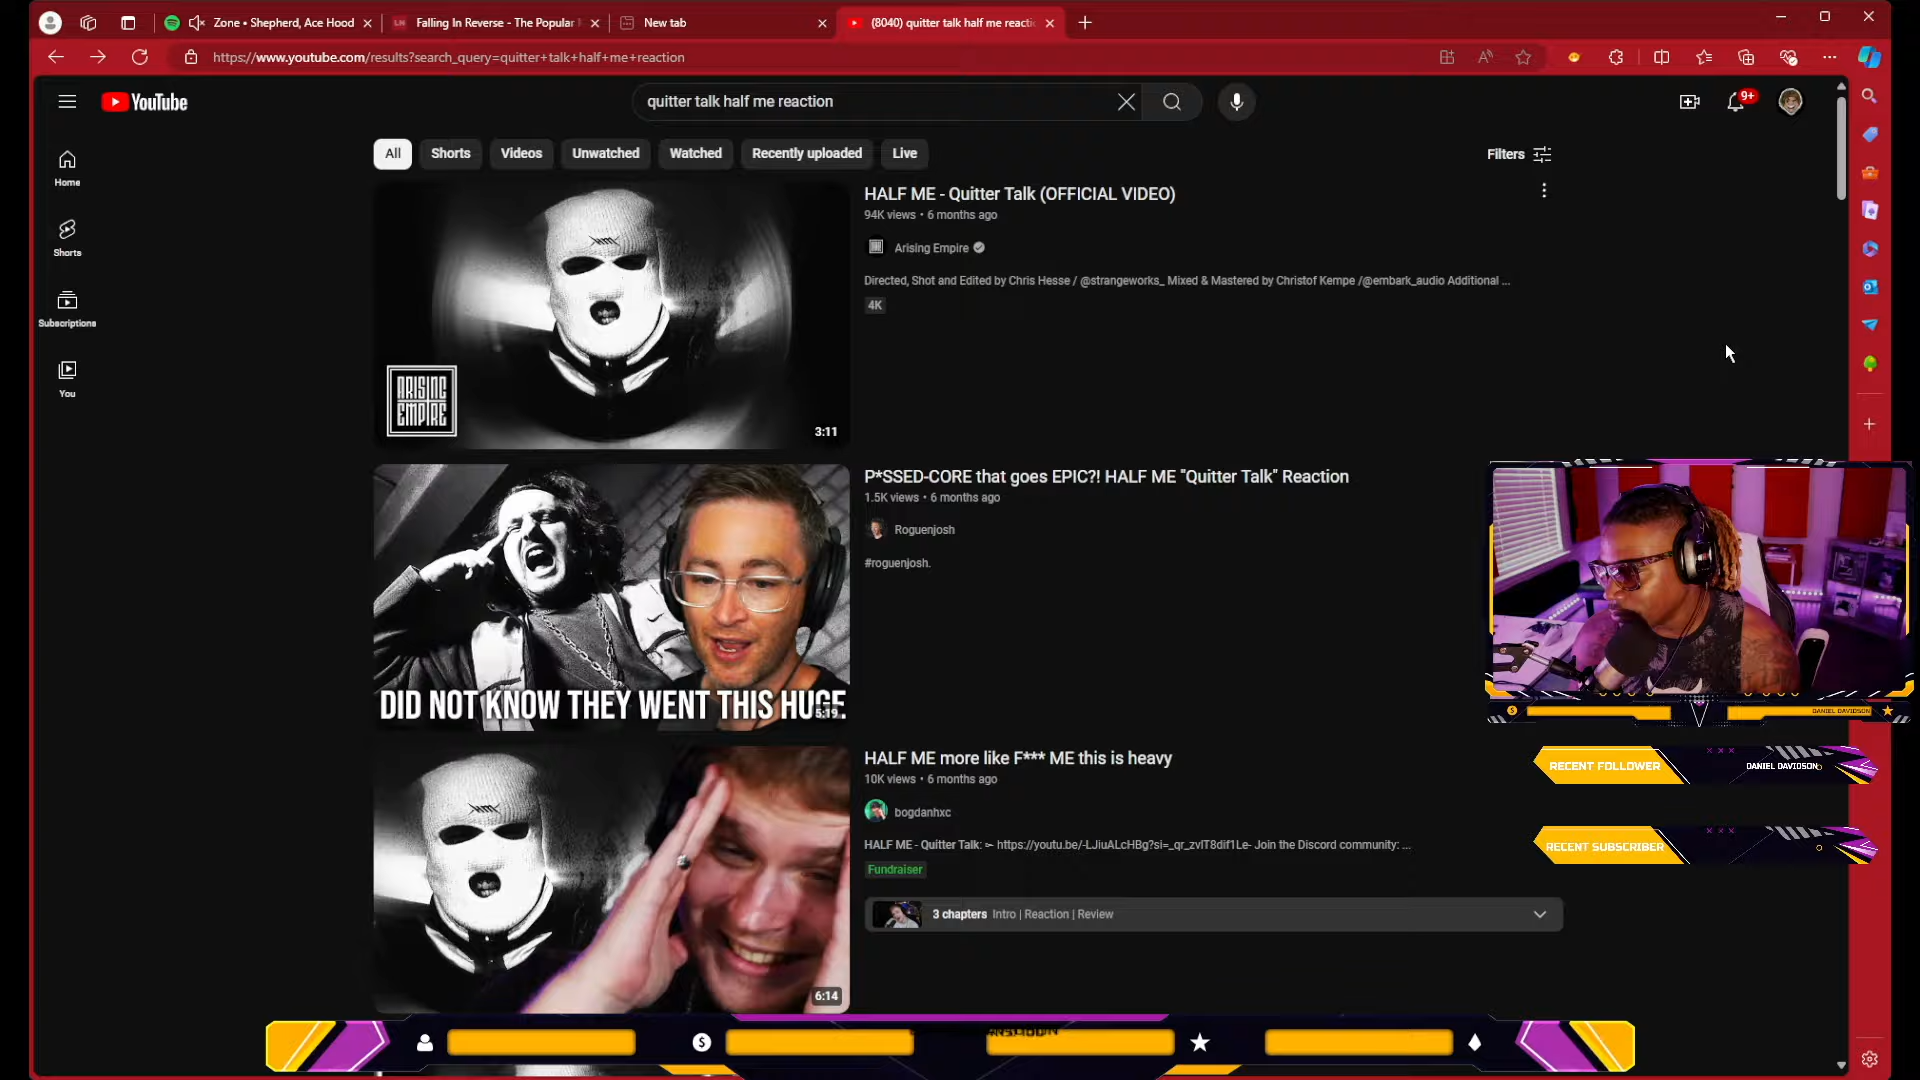 Zone • Shepherd, Ace Hood
Falling In Reverse - The Popular
New tab
(8040) quitter talk half me reacti
https://www.youtube.com/results?search_query=quitter+talk+half+me+reaction
YouTube
quitter talk half me reaction
9+
All
Shorts
Videos
Unwatched
Watched
Recently uploaded
Live
Filters
Home
Shorts
Subscriptions
You
HALF ME - Quitter Talk (OFFICIAL VIDEO)
94K views • 6 months ago
Arising Empire
Directed, Shot and Edited by Chris Hesse / @strangeworks_ Mixed & Mastered by Christof Kempe /@embark_audio Additional ...
4K
ARISING
EMPIRE
3:11
P*SSED-CORE that goes EPIC?! HALF ME "Quitter Talk" Reaction
1.5K views • 6 months ago
Roguenjosh
#roguenjosh.
DID NOT KNOW THEY WENT THIS HUGE
5:19
DANIEL DAVIDSON
HALF ME more like F*** ME this is heavy
10K views • 6 months ago
bogdanhxc
HALF ME - Quitter Talk: ► https://youtu.be/-LJiuALcHBg?si=_qr_zvIT8dif1Le- Join the Discord community: ...
Fundraiser
3 chapters Intro | Reaction | Review
6:14
RECENT FOLLOWER
DANIEL DAVIDSON
RECENT SUBSCRIBER